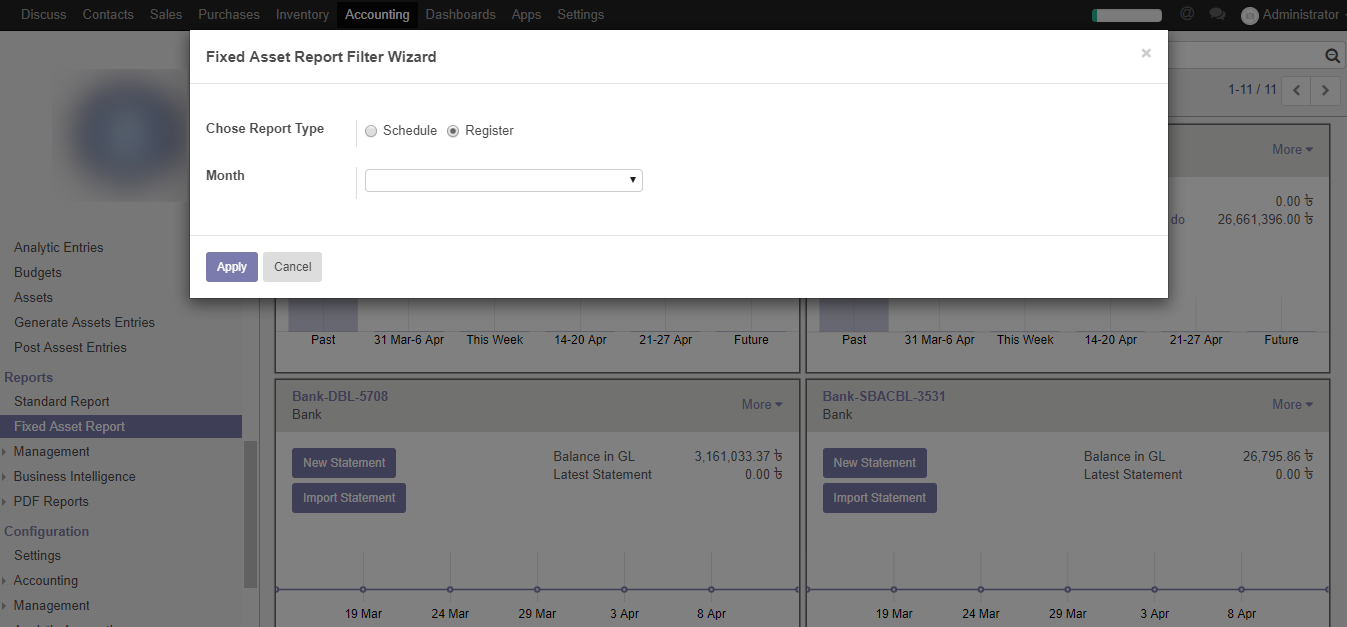 Discuss Contacts Sales Purchases Inventory Accounting Dashboards Apps Settings @ Administrator
Fixed Asset Report Filter Wizard ×
Chose Report Type Schedule Register
Month
Apply Cancel
1-11 / 11
More
0.00 ৳
do 26,661,396.00 ৳
Analytic Entries
Budgets
Assets
Generate Assets Entries
Post Assest Entries
Reports
Standard Report
Fixed Asset Report
Management
Business Intelligence
PDF Reports
Configuration
Settings
Accounting
Management
Past 31 Mar-6 Apr This Week 14-20 Apr 21-27 Apr Future
Past 31 Mar-6 Apr This Week 14-20 Apr 21-27 Apr Future
Bank-DBL-5708 More
Bank
New Statement Balance in GL 3,161,033.37 ৳
Latest Statement 0.00 ৳
Import Statement
19 Mar 24 Mar 29 Mar 3 Apr 8 Apr
Bank-SBACBL-3531 More
Bank
New Statement Balance in GL 26,795.86 ৳
Latest Statement 0.00 ৳
Import Statement
19 Mar 24 Mar 29 Mar 3 Apr 8 Apr